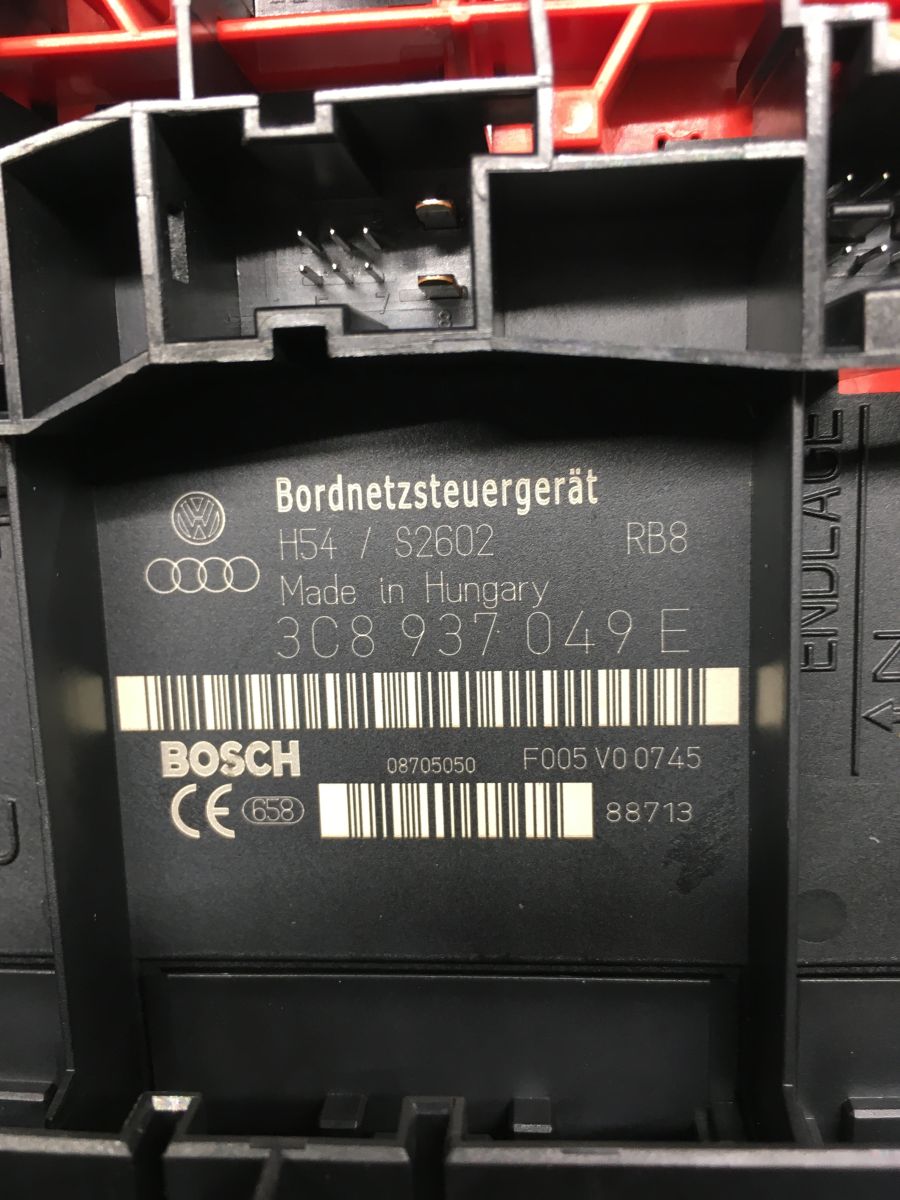 8
Bordnetzsteuergerät
H54 / S2602 RB8
Made in Hungary
3C8 937 049 E
BOSCH 08705050 F005 V0 0745
CE 658 88713
ENDLAGE